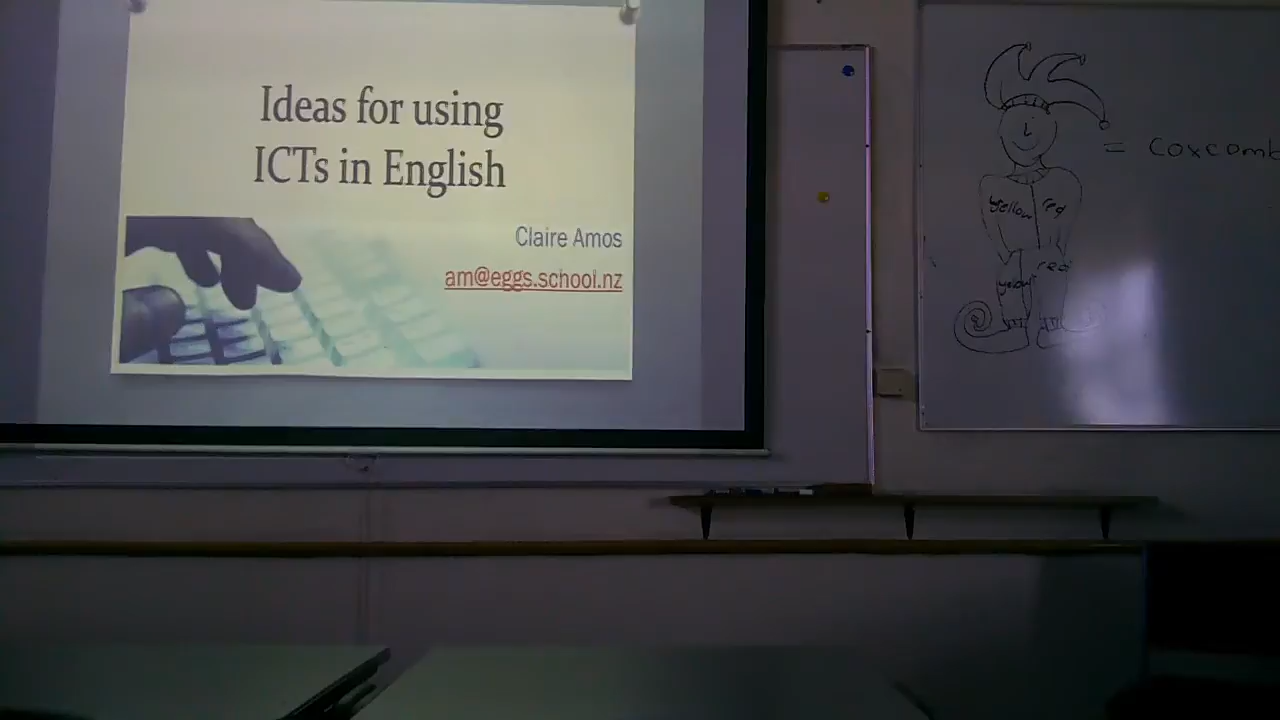 Ideas for using
ICTs in English
Claire Amos
am@eggs.school.nz
= coxcomb
yellow red
yellow red